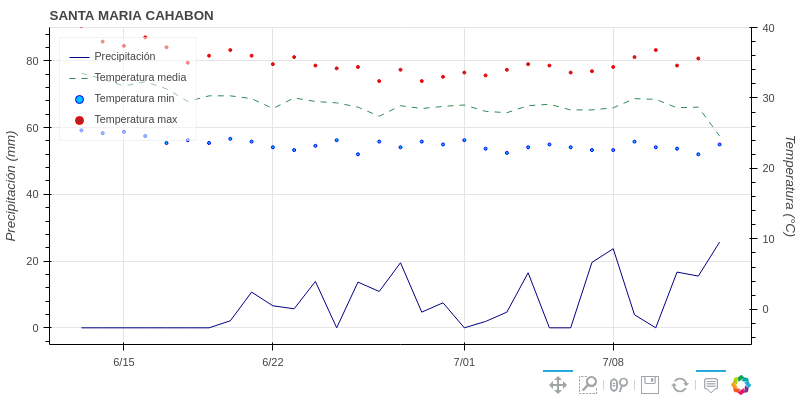 SANTA MARIA CAHABON
Precipitación
Temperatura media
Temperatura min
Temperatura max
Precipitación (mm)
80
60
40
20
0
Temperatura (°C)
40
30
20
10
0
6/15
6/22
7/01
7/08